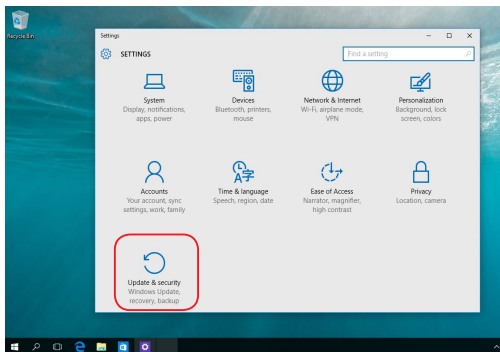 Recycle Bin
Settings
SETTINGS
Find a setting
System
Display, notifications,
apps, power
Devices
Bluetooth, printers,
mouse
Network & Internet
Wi-Fi, airplane mode,
VPN
Personalization
Background, lock
screen, colors
Accounts
Your account, sync
settings, work, family
Time & language
Speech, region, date
Ease of Access
Narrator, magnifier,
high contrast
Privacy
Location, camera
Update & security
Windows Update,
recovery, backup